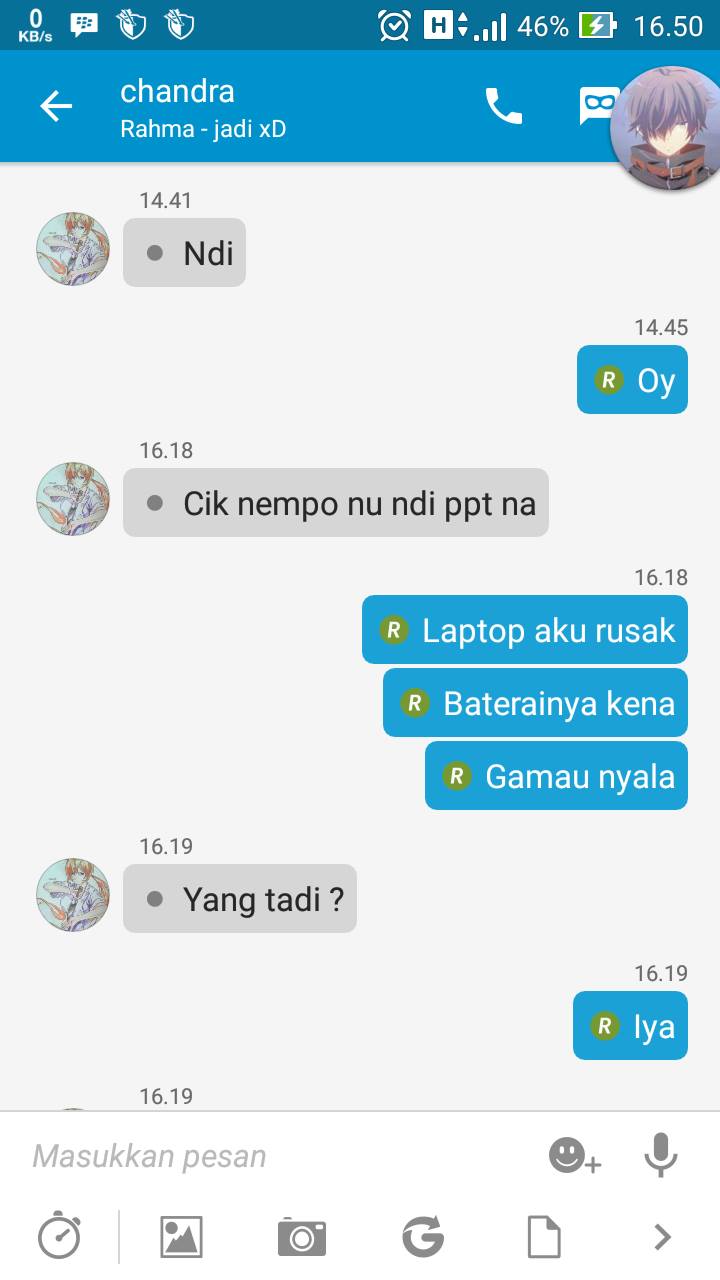 0
KB/s
H
46%
16.50
chandra
Rahma - jadi xD
14.41
Ndi
14.45
R Oy
16.18
Cik nempo nu ndi ppt na
16.18
R Laptop aku rusak
R Baterainya kena
R Gamau nyala
16.19
Yang tadi ?
16.19
R Iya
16.19
Masukkan pesan